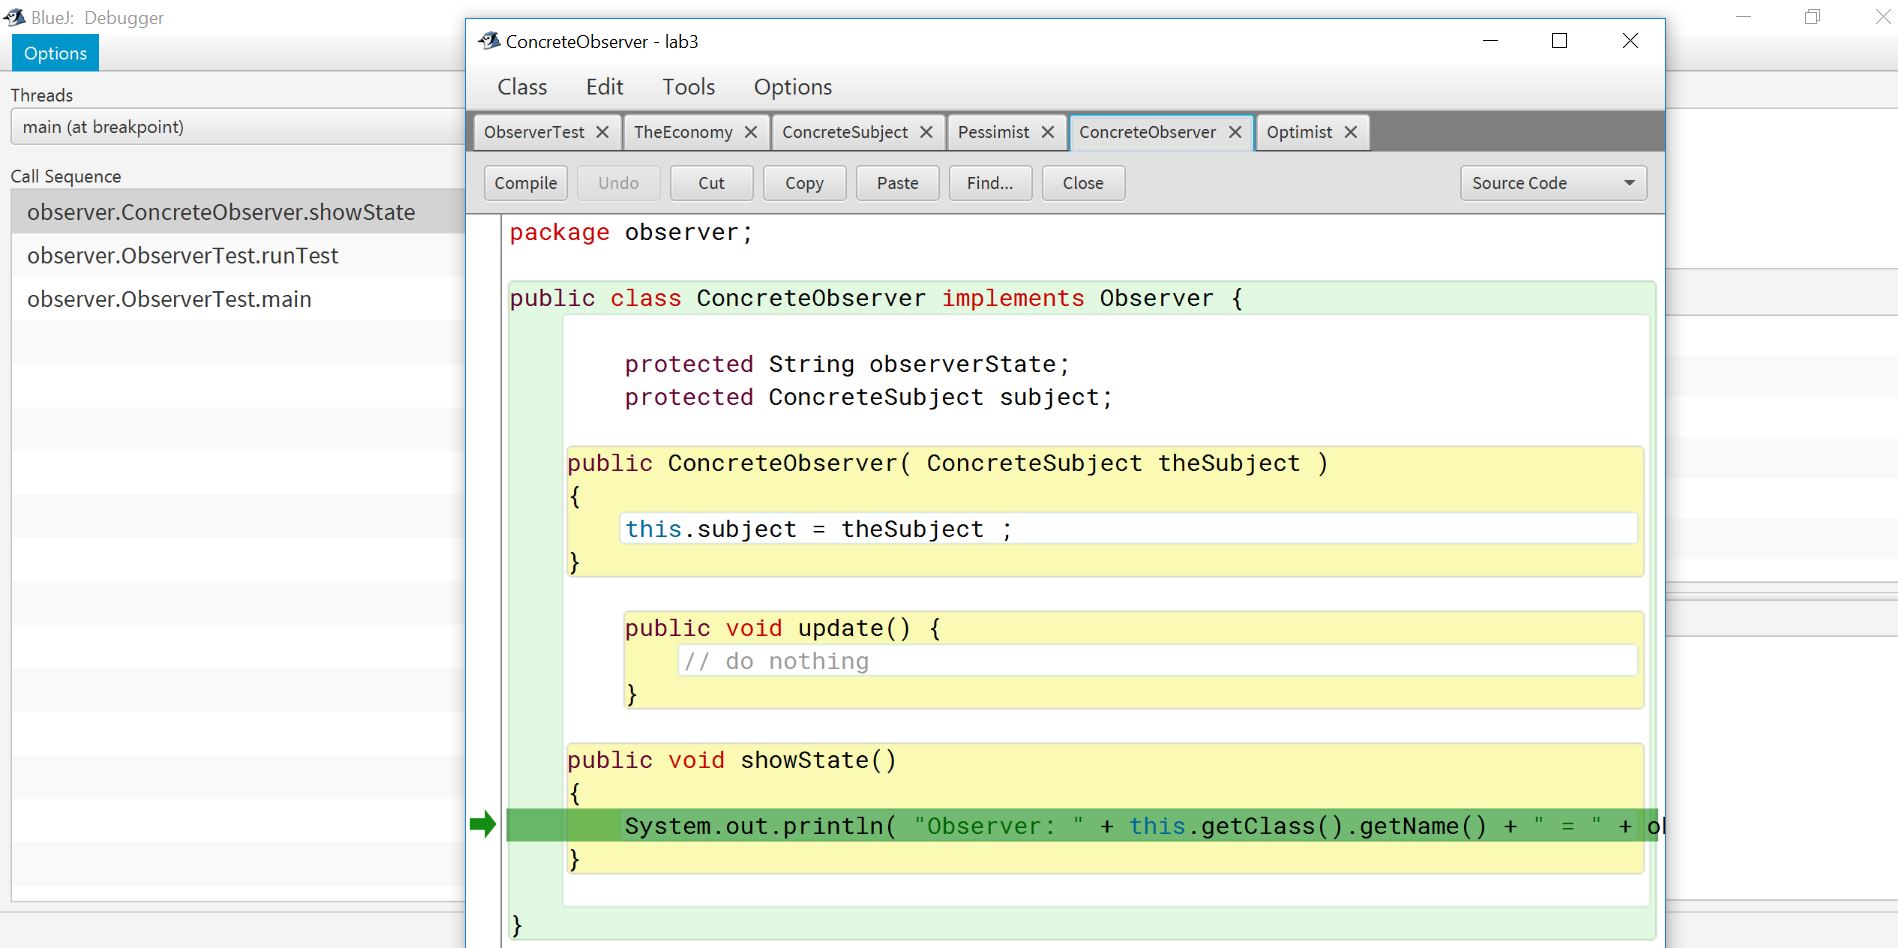 BlueJ: Debugger
Options
Threads
main (at breakpoint)
Call Sequence
observer.ConcreteObserver.showState
observer.ObserverTest.runTest
observer.ObserverTest.main
ConcreteObserver - lab3
Class Edit Tools Options
ObserverTest TheEconomy ConcreteSubject Pessimist ConcreteObserver Optimist
Compile Undo Cut Copy Paste Find... Close Source Code
package observer;
public class ConcreteObserver implements Observer {
protected String observerState;
protected ConcreteSubject subject;
public ConcreteObserver( ConcreteSubject theSubject )
{
this.subject = theSubject ;
}
public void update() {
// do nothing
}
public void showState()
{
System.out.println( "Observer: " + this.getClass().getName() + " = " +
}
}